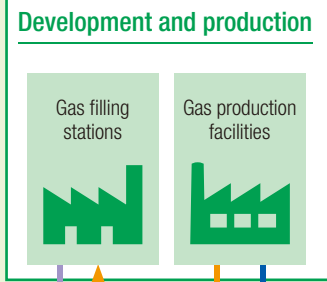 Development and production
Gas filling
stations
Gas production
facilities